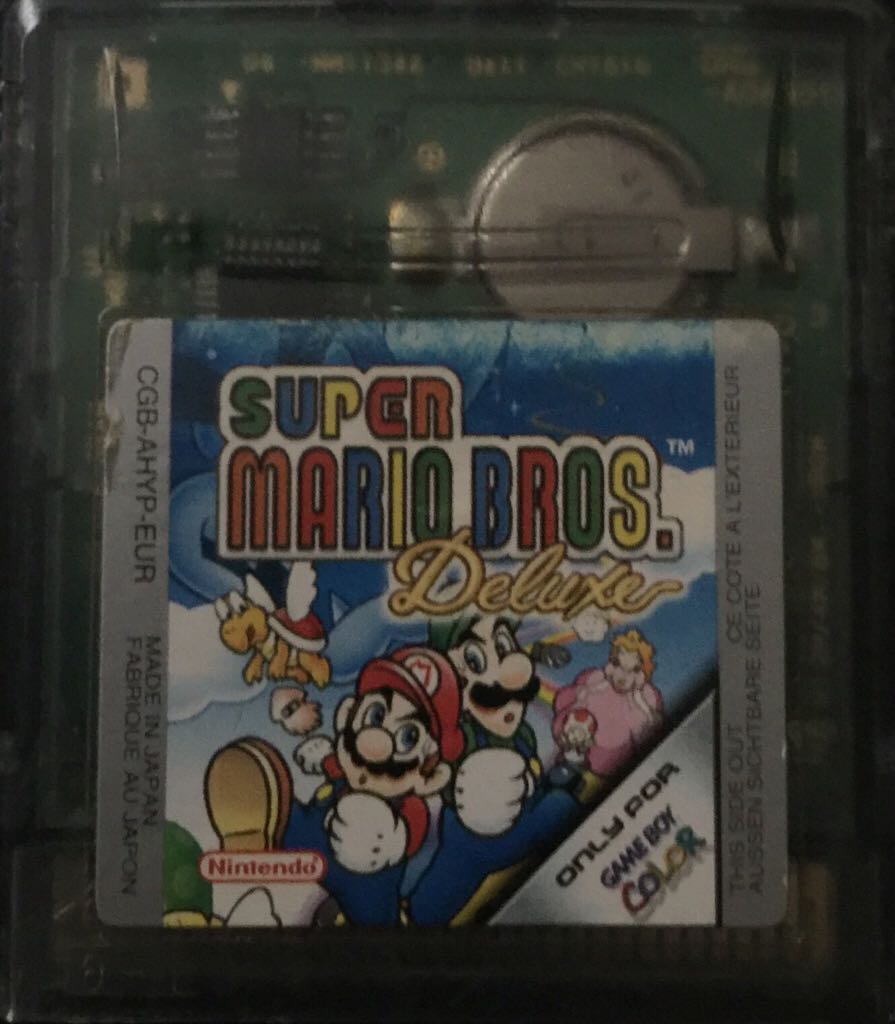 SUPER
MARIO BROS.
TM
Deluxe
CGB-AHYP-EUR
MADE IN JAPAN
FABRIQUE AU JAPON
M
Nintendo®
ONLY FOR
GAME BOY
COLOR
THIS SIDE OUT CE COTE A L'EXTERIEUR
AUSSEN SICHTBARE SEITE